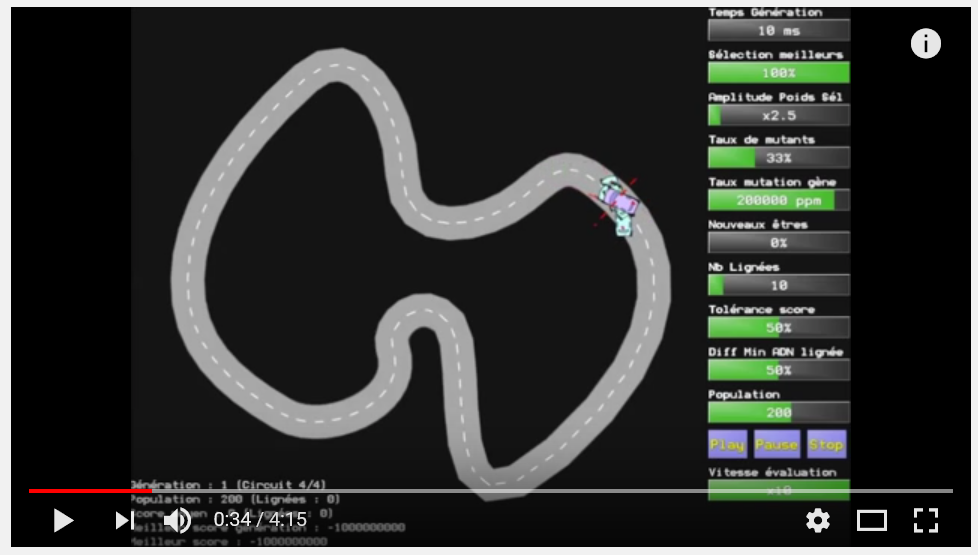 Temps Génération
10 ms
Sélection meilleurs
100%
Amplitude Poids Sél
x2.5
Taux de mutants
33%
Taux mutation gène
200000 ppm
Nouveaux êtres
0%
Nb Lignées
10
Tolérance score
50%
Diff Min ADN lignée
50%
Population
200
Play Pause Stop
Vitesse évaluation
x10
Génération : 1 (Circuit 4/4)
Population : 200 (Lignées : 0)
Score : 0 (Lignées : 0)
Meilleur score génération : -1000000000
Meilleur score : -1000000000
0:34 / 4:15
i